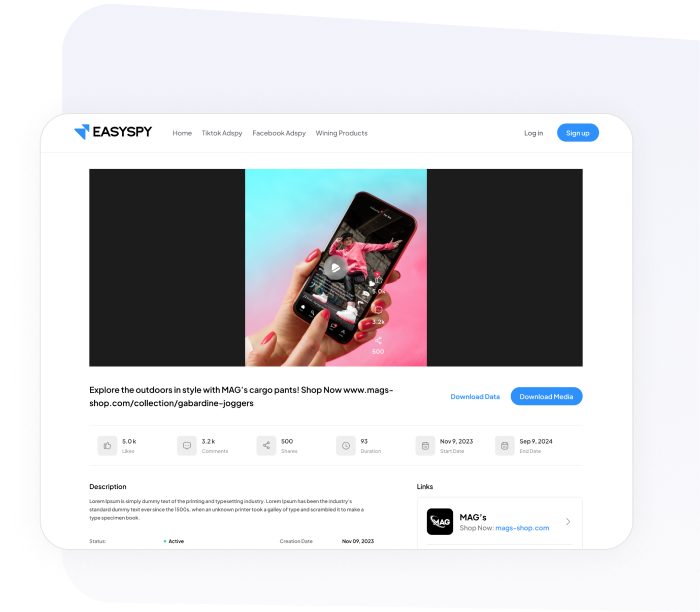 EASYSPY
Home Tiktok Adspy Facebook Adspy Wining Products
Log in Sign up
5.0k
3.2k
500
Explore the outdoors in style with MAG's cargo pants! Shop Now www.mags-
shop.com/collection/gabardine-joggers
Download Data Download Media
5.0 k
Likes
3.2 k
Comments
500
Shares
93
Duration
Nov 9, 2023
Start Date
Sep 9, 2024
End Date
Description
Lorem Ipsum is simply dummy text of the printing and typesetting industry. Lorem Ipsum has been the industry's
standard dummy text ever since the 1500s, when an unknown printer took a galley of type and scrambled it to make a
type specimen book.
Status: Active Creation Date Nov 09, 2023
Links
MAG
MAG's
Shop Now: mags-shop.com